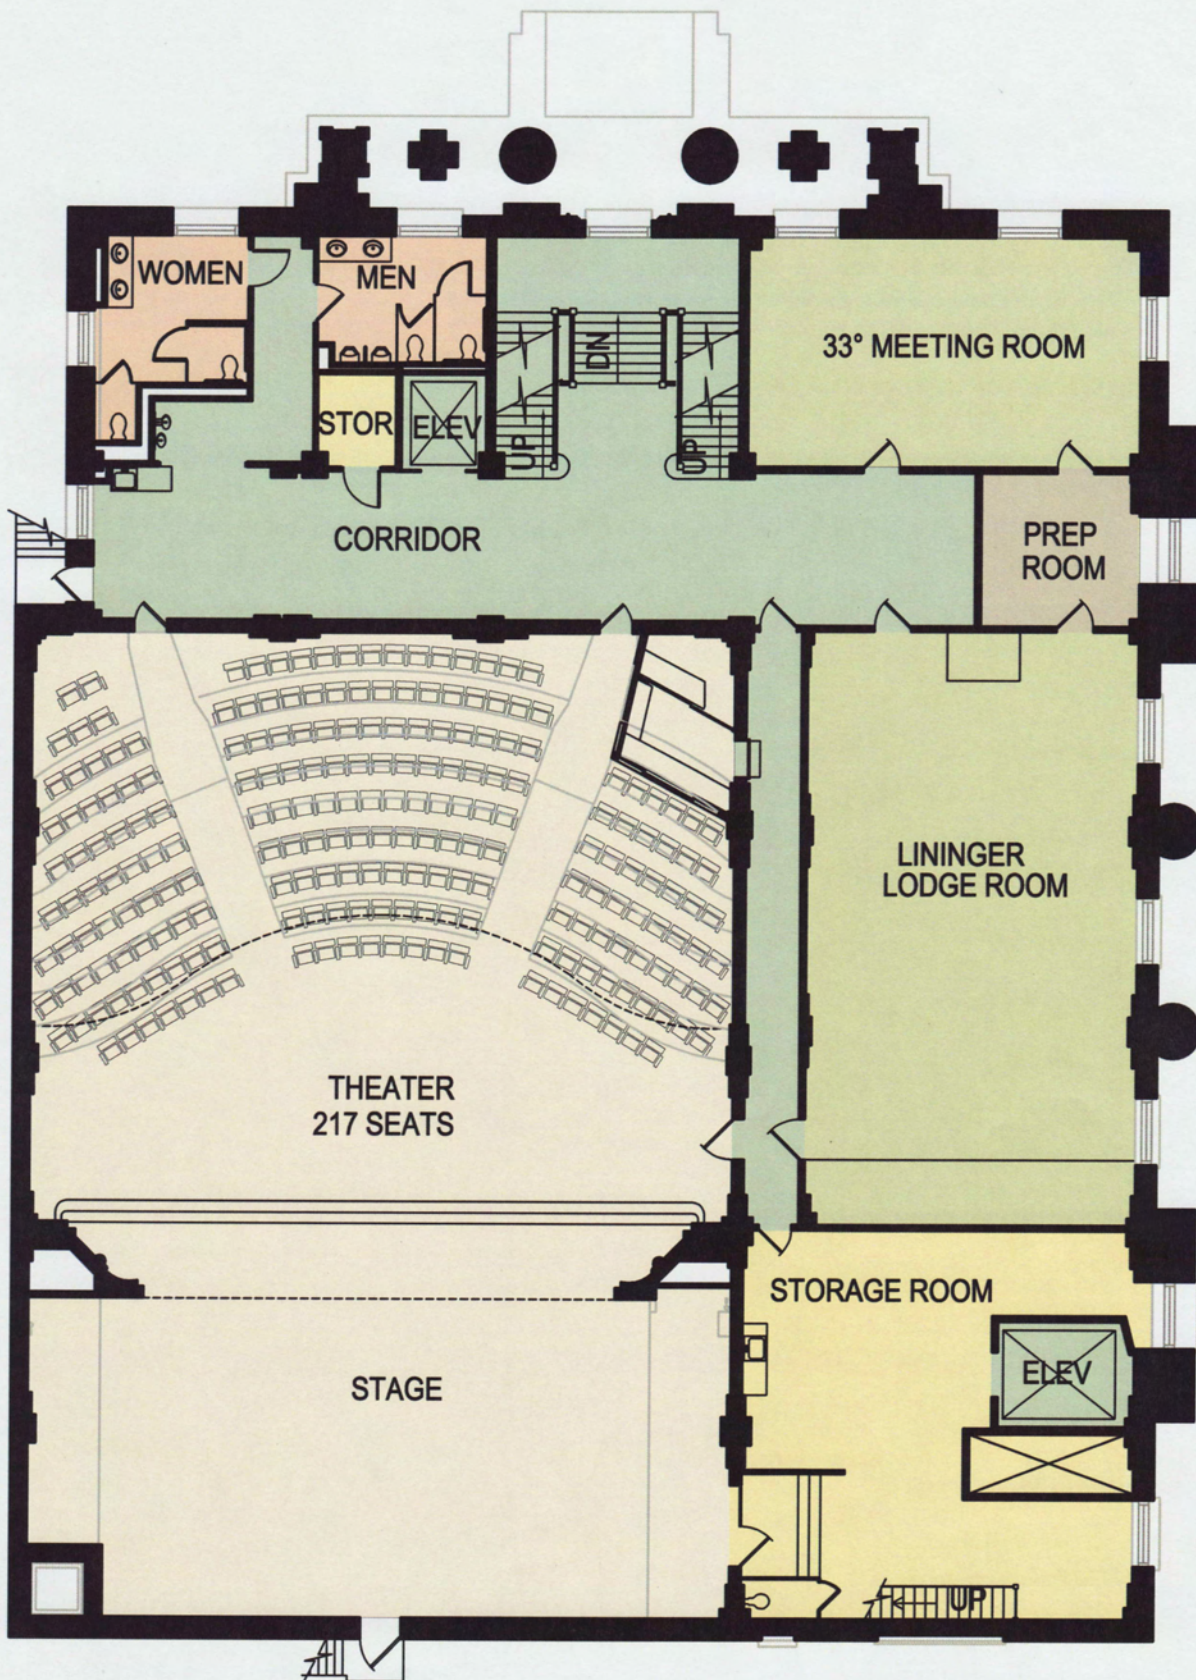 WOMEN
MEN
33° MEETING ROOM
DN
STOR
ELEV
UP
UP
CORRIDOR
PREP
ROOM
LININGER
LODGE ROOM
THEATER
217 SEATS
STORAGE ROOM
ELEV
STAGE
UP